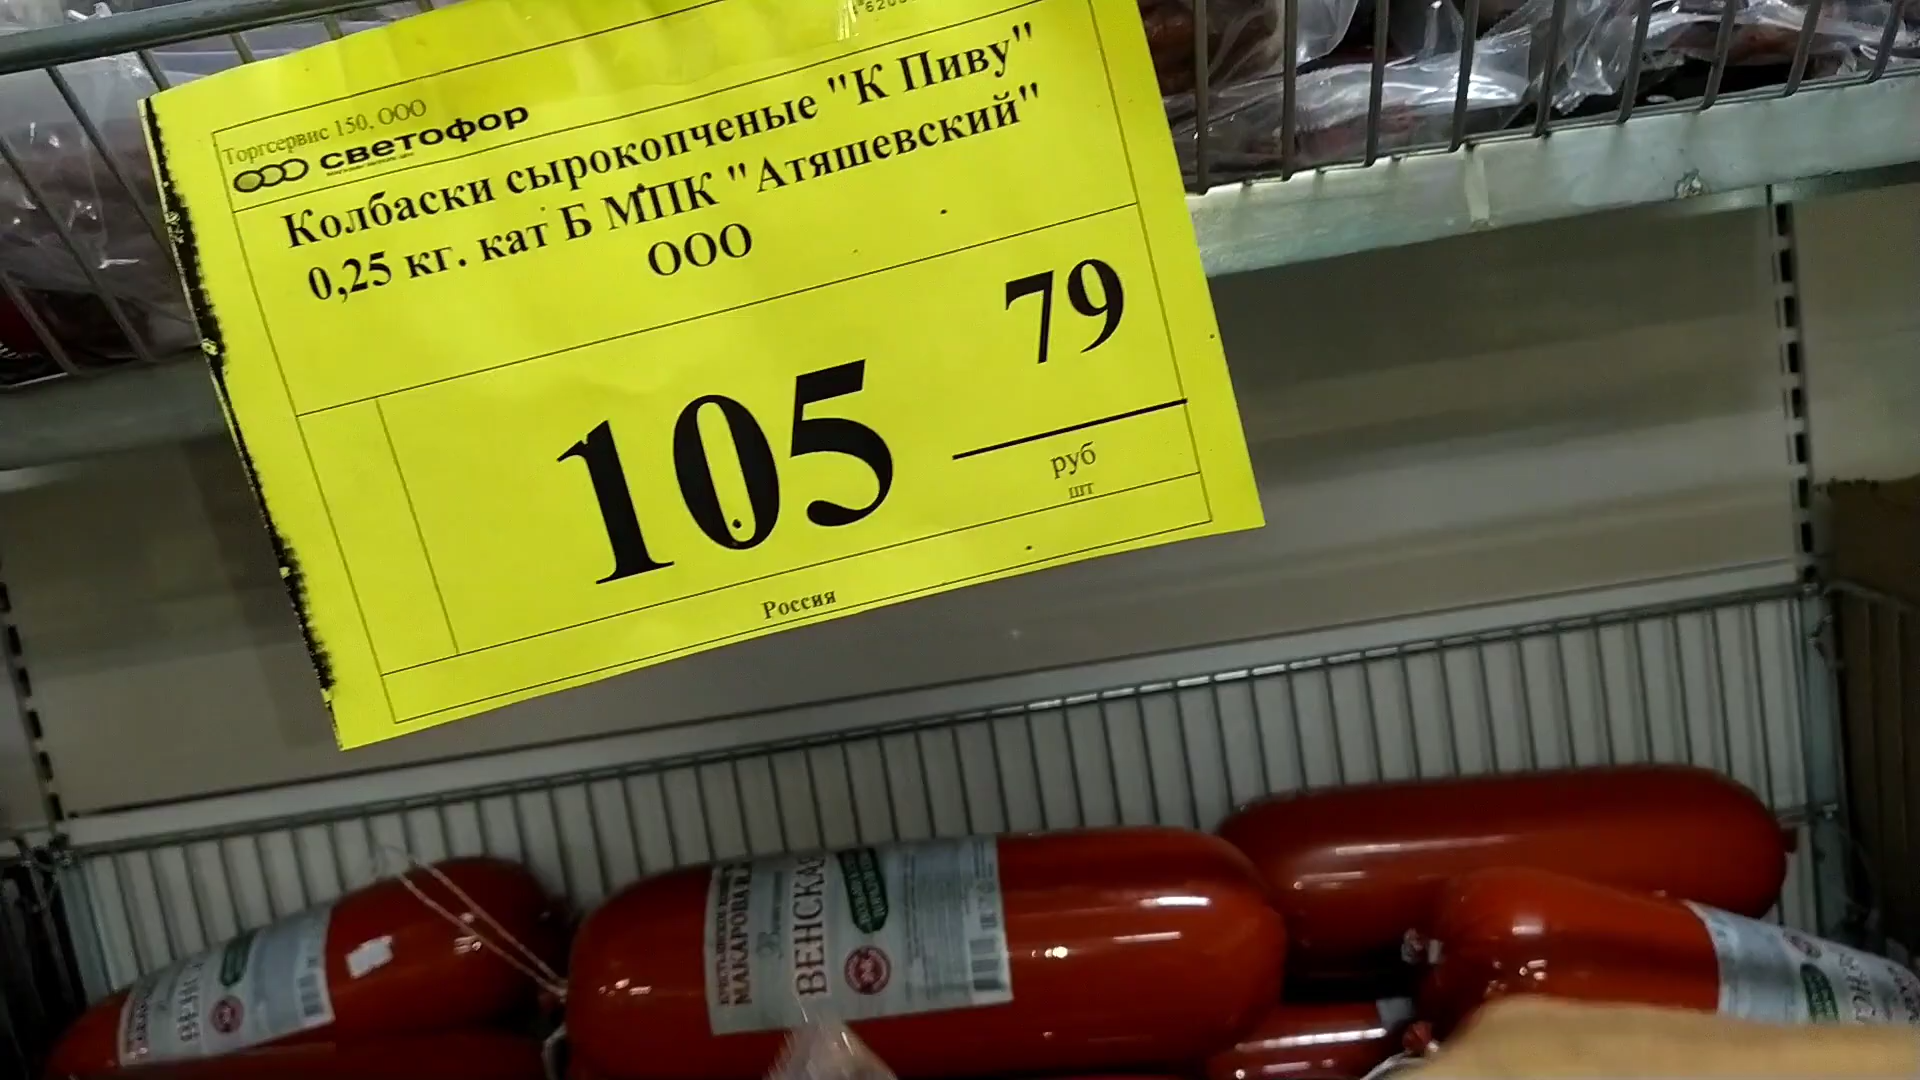 Торгсервис 150, ООО
светофор
Колбаски сырокопченые "К Пиву"
0,25 кг. кат Б МПК "Атяшевский"
ООО
105
79
руб
шт
Россия
МАКАРОВА
ВЕНСКАЯ